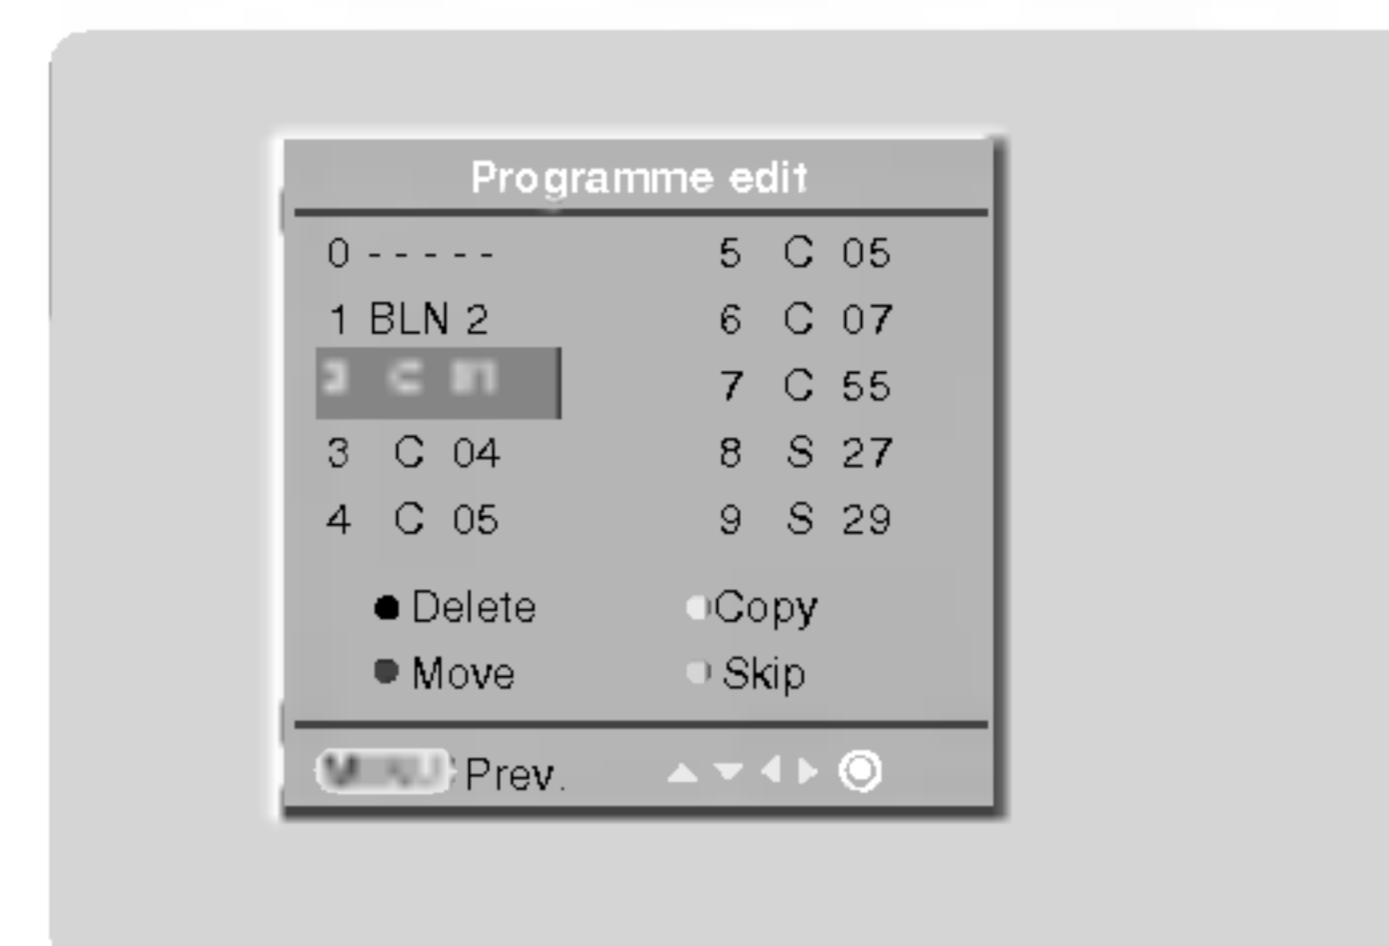 Programme edit
0 - - - - - 5 C 05
1 BLN 2 6 C 07
C 7 C 55
3 C 04 8 S 27
4 C 05 9 S 29
Delete Copy
Move Skip
MENU Prev.